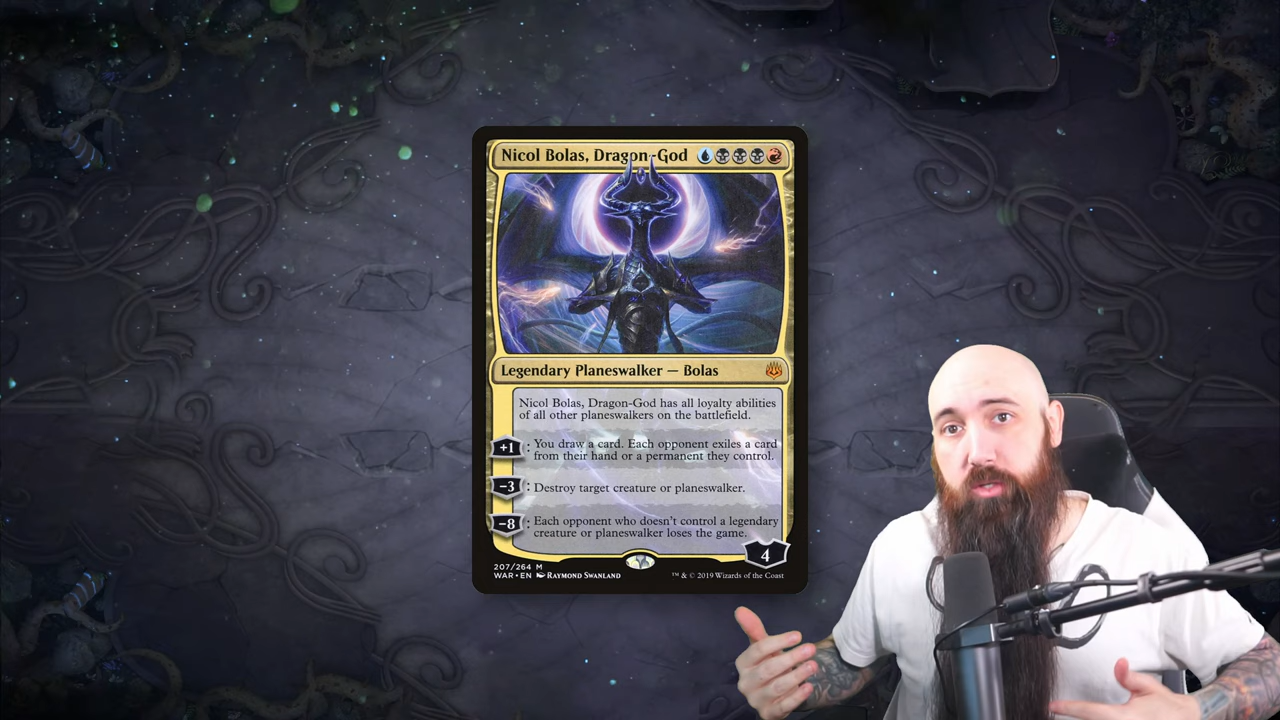 Nicol Bolas, Dragon-God
Legendary Planeswalker — Bolas
Nicol Bolas, Dragon-God has all loyalty abilities
of all other planeswalkers on the battlefield.
+1: You draw a card. Each opponent exiles a card
from their hand or a permanent they control.
−3: Destroy target creature or planeswalker.
−8: Each opponent who doesn't control a legendary
creature or planeswalker loses the game.
4
207/264 M
WAR • EN Raymond Swanland
™ & © 2019 Wizards of the Coast